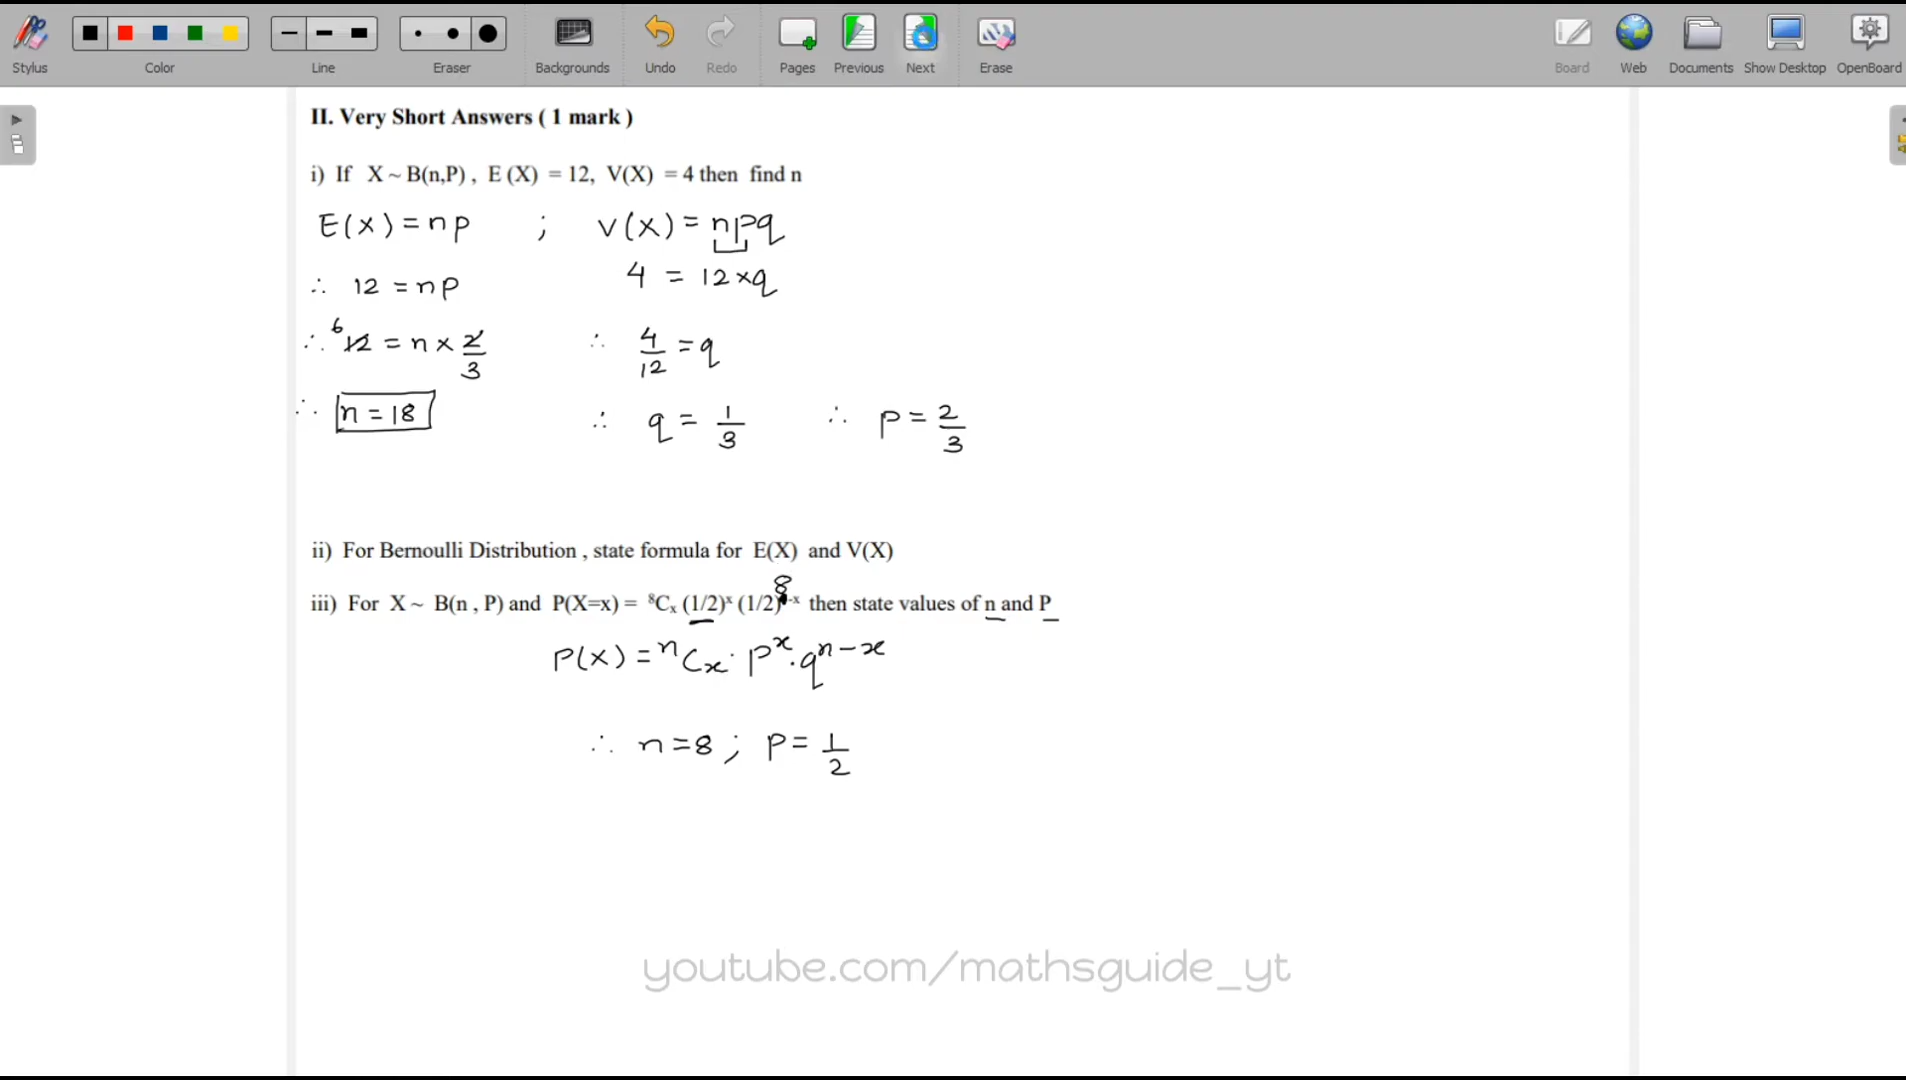 Stylus Color Line Eraser Backgrounds Undo Redo Pages Previous Next Erase Board Web Documents Show Desktop OpenBoard
II. Very Short Answers ( 1 mark )
i) If X ~ B(n,P) , E (X) = 12, V(X) = 4 then find n
E(X) = np ; V(X) = npq
∴ 12 = np 4 = 12×q
∴ 6 12 = n × 2/3 ∴ 4/12 = q
∴ n = 18 ∴ q = 1/3 ∴ P = 2/3
ii) For Bernoulli Distribution , state formula for E(X) and V(X)
iii) For X ~ B(n , P) and P(X=x) = ⁸Cₓ (1/2)ˣ (1/2)⁸⁻ˣ then state values of n and P
P(X) = ⁿCₓ · Pˣ · qⁿ⁻ˣ
∴ n = 8 ; P = 1/2
youtube.com/mathsguide_yt